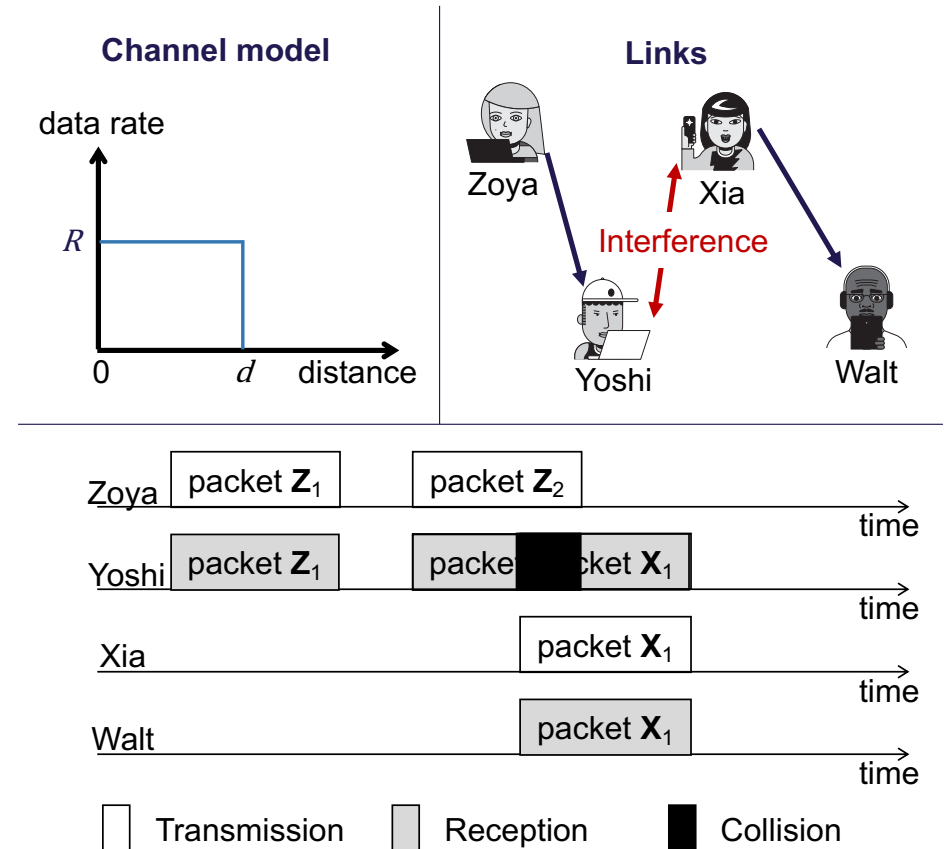 Channel model
data rate
R
0
d
distance
Links
Zoya
Xia
Interference
Yoshi
Walt
Zoya
packet Z1
packet Z2
time
Yoshi
packet Z1
packe
cket X1
time
Xia
packet X1
time
Walt
packet X1
time
Transmission
Reception
Collision